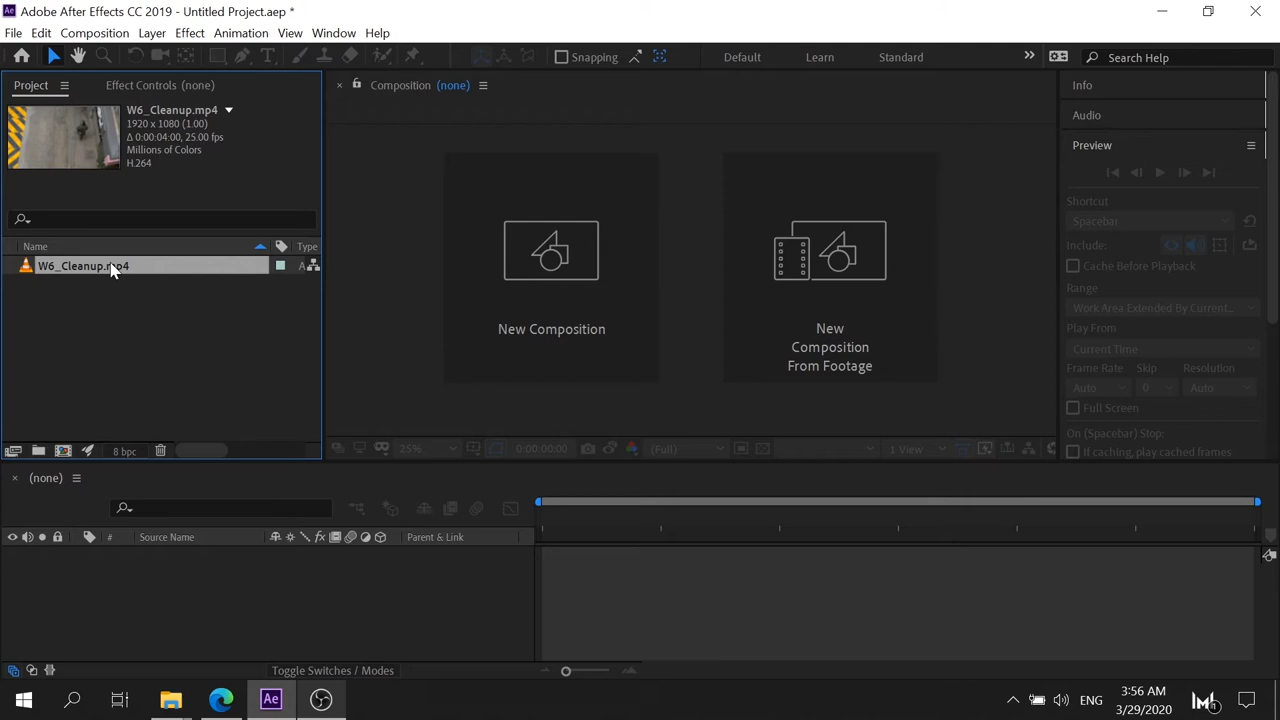 Ae Adobe After Effects CC 2019 - Untitled Project.aep *
File Edit Composition Layer Effect Animation View Window Help
Snapping Default Learn Standard Search Help
Project Effect Controls (none) Composition (none) Info
W6_Cleanup.mp4
1920 x 1080 (1.00)
Δ 0:00:04:00, 25.00 fps
Millions of Colors
H.264
Audio
Preview
Shortcut
Spacebar
Include:
Cache Before Playback
Range
Work Area Extended By Current...
Play From
Current Time
Frame Rate Skip Resolution
Auto 0 Auto
Full Screen
On (Spacebar) Stop:
If caching, play cached frames
Name Type
W6_Cleanup.mp4 A
New Composition
New
Composition
From Footage
8 bpc 25% 0:00:00:00 (Full) 1 View
(none)
# Source Name fx Parent & Link
Toggle Switches / Modes
Ae ENG 3:56 AM
3/29/2020 1